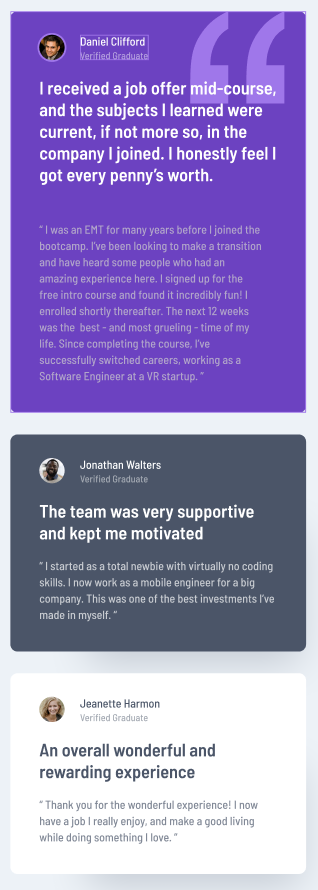 Daniel Clifford
Verified Graduate
I received a job offer mid-course,
and the subjects I learned were
current, if not more so, in the
company I joined. I honestly feel I
got every penny’s worth.
“ I was an EMT for many years before I joined the
bootcamp. I’ve been looking to make a transition
and have heard some people who had an
amazing experience here. I signed up for the
free intro course and found it incredibly fun! I
enrolled shortly thereafter. The next 12 weeks
was the best - and most grueling - time of my
life. Since completing the course, I’ve
successfully switched careers, working as a
Software Engineer at a VR startup. ”
Jonathan Walters
Verified Graduate
The team was very supportive
and kept me motivated
“ I started as a total newbie with virtually no coding
skills. I now work as a mobile engineer for a big
company. This was one of the best investments I’ve
made in myself. “
Jeanette Harmon
Verified Graduate
An overall wonderful and
rewarding experience
“ Thank you for the wonderful experience! I now
have a job I really enjoy, and make a good living
while doing something I love. ”